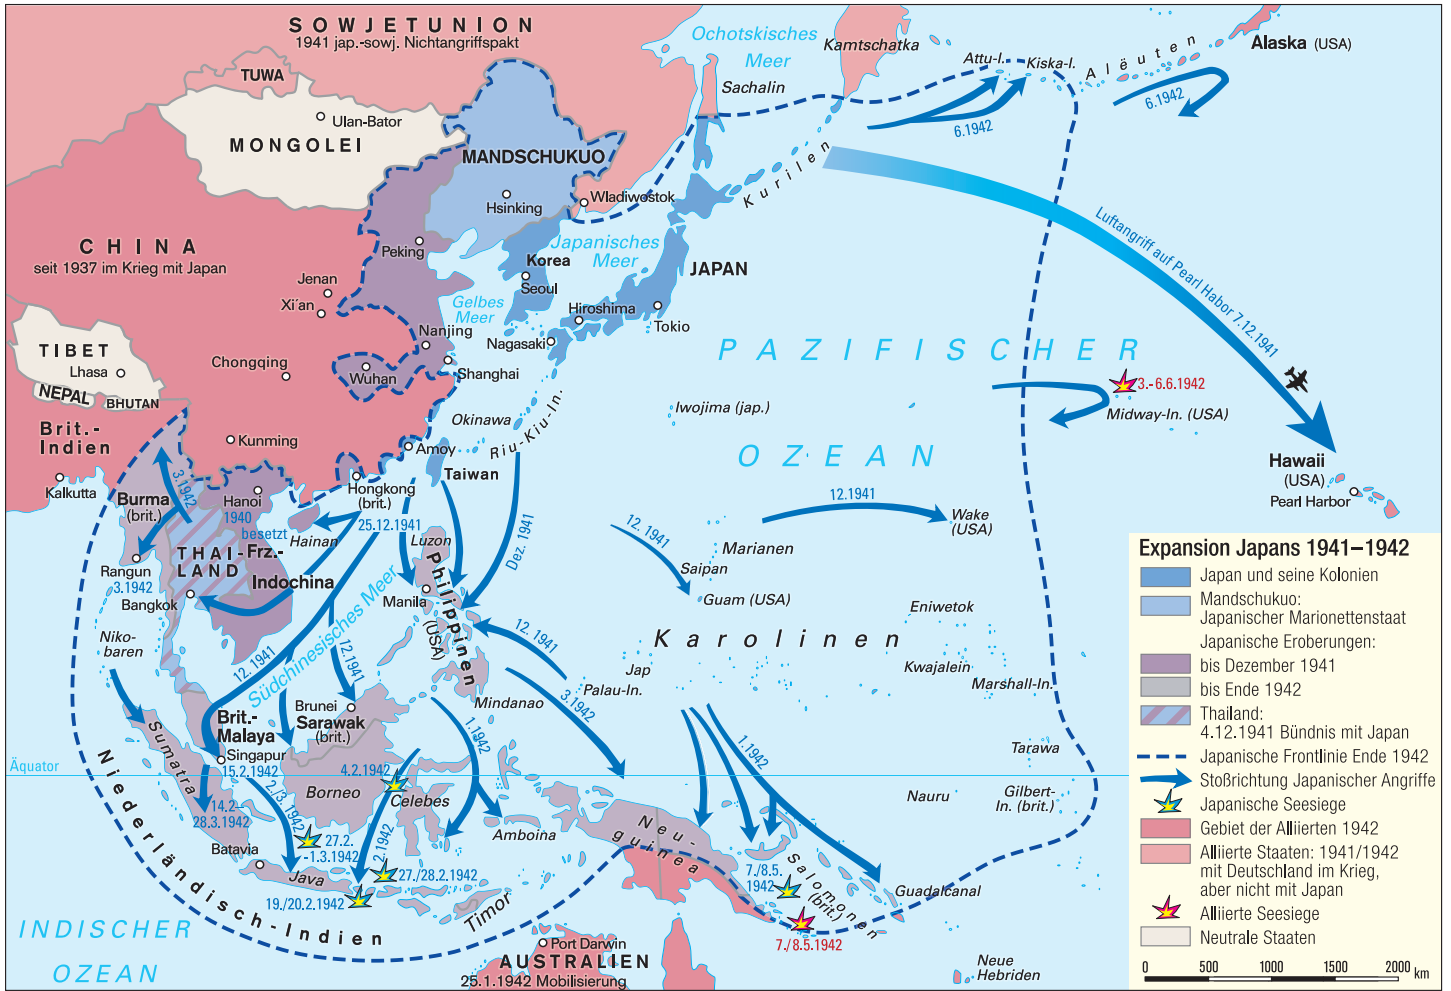 SOWJETUNION
1941 jap.-sowj. Nichtangriffspakt
Ochotskisches
Meer
Kamtschatka
Attu-I.
Kiska-I.
Alëuten
Alaska (USA)
6.1942
6.1942
Sachalin
TUWA
Ulan-Bator
MONGOLEI
MANDSCHUKUO
Hsinking
Wladiwostok
Kurilen
Luftangriff auf Pearl Habor 7.12.1941
CHINA
seit 1937 im Krieg mit Japan
Peking
Japanisches
Meer
Korea
Seoul
JAPAN
Jenan
Xi'an
Gelbes
Meer
Hiroshima
Tokio
Nanjing
Nagasaki
TIBET
Lhasa
Chongqing
Wuhan
Shanghai
PAZIFISCHER
OZEAN
3.-6.6.1942
Midway-In. (USA)
NEPAL
BHUTAN
Brit.-
Indien
Kunming
Okinawa
Riu-Kiu-In.
Iwojima (jap.)
Amoy
Taiwan
Kalkutta
Hawaii
(USA)
Pearl Harbor
Burma
(brit.)
3.1942
Hanoi
1940
besetzt
Hongkong
(brit.)
25.12.1941
Hainan
Luzon
Dez. 1941
12.1941
Wake
(USA)
12. 1941
Marianen
Saipan
Guam (USA)
THAI-
LAND
Frz.-
Indochina
Rangun
3.1942
Bangkok
Manila
Philippinen
(USA)
Südchinesisches Meer
Niko-
baren
12. 1941
12.1941
12. 1941
Karolinen
Eniwetok
Kwajalein
Marshall-In.
Jap
Palau-In.
Mindanao
3.1942
Brunei
Sarawak
(brit.)
Brit.-
Malaya
Singapur
15.2.1942
Sumatra
1.1942
1.1942
Tarawa
Äquator
4.2.1942
Borneo
Celebes
Nauru
Gilbert-
In. (brit.)
14.2.–
28.3.1942
2./3. 1942
27.2.
-1.3.1942
2.1942
Amboina
Neu-
guinea
Batavia
Java
27./28.2.1942
19./20.2.1942
Timor
7./8.5.
1942
Salomonen
(brit.)
Guadalcanal
7./8.5.1942
Niederländisch-Indien
INDISCHER
OZEAN
Port Darwin
AUSTRALIEN
25.1.1942 Mobilisierung
Neue
Hebriden
Expansion Japans 1941–1942
Japan und seine Kolonien
Mandschukuo:
Japanischer Marionettenstaat
Japanische Eroberungen:
bis Dezember 1941
bis Ende 1942
Thailand:
4.12.1941 Bündnis mit Japan
Japanische Frontlinie Ende 1942
Stoßrichtung Japanischer Angriffe
Japanische Seesiege
Gebiet der Alliierten 1942
Alliierte Staaten: 1941/1942
mit Deutschland im Krieg,
aber nicht mit Japan
Alliierte Seesiege
Neutrale Staaten
0 500 1000 1500 2000 km